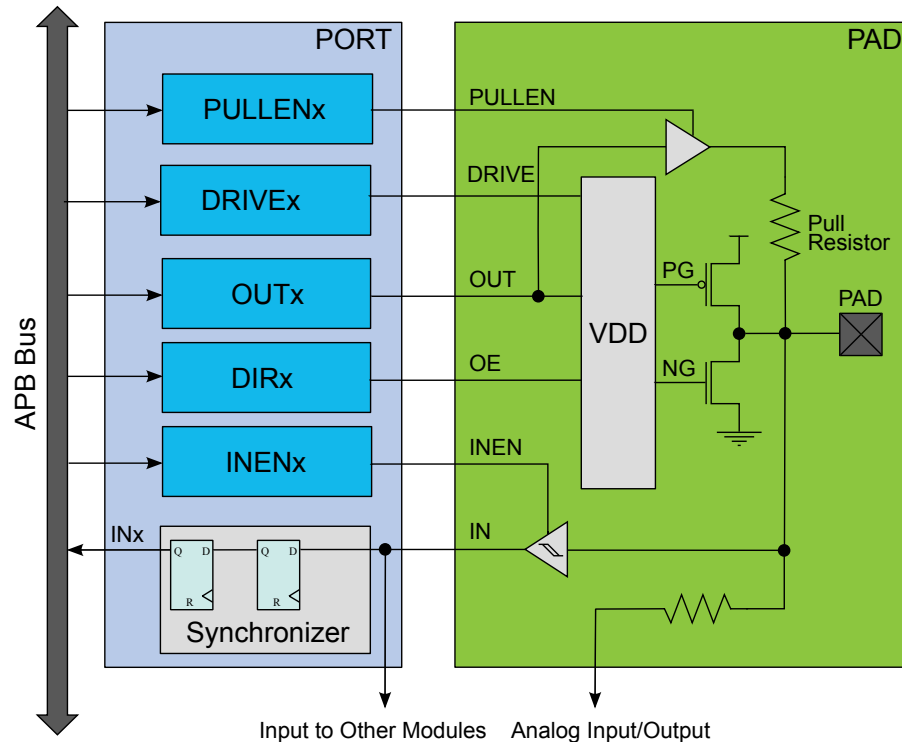 PORT
PAD
PULLENx
PULLEN
DRIVEx
DRIVE
Pull
Resistor
OUTx
OUT
PG
PAD
VDD
APB Bus
DIRx
OE
NG
INENx
INEN
INx
Q D
Q D
IN
R
R
Synchronizer
Input to Other Modules
Analog Input/Output